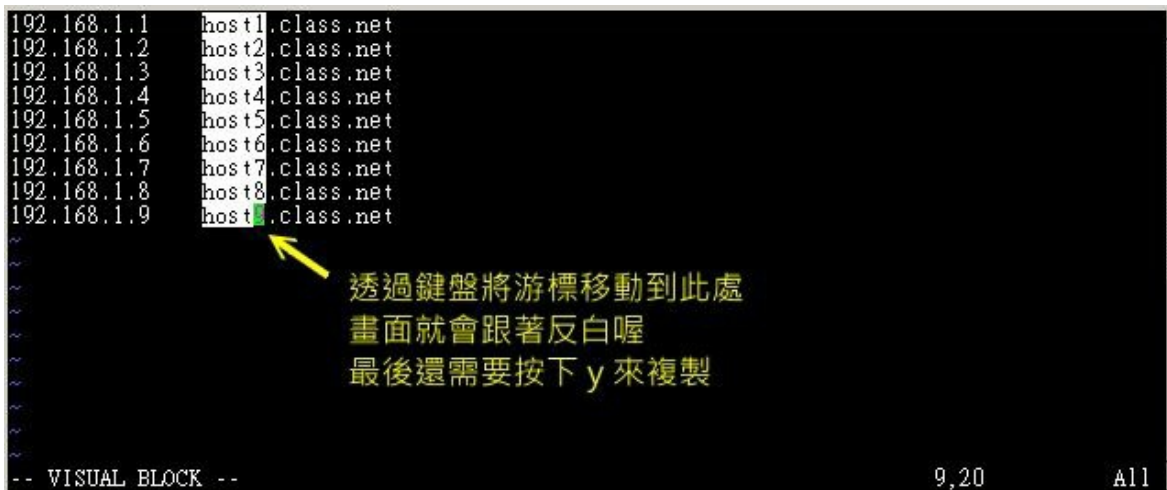 192.168.1.1    host1.class.net
192.168.1.2    host2.class.net
192.168.1.3    host3.class.net
192.168.1.4    host4.class.net
192.168.1.5    host5.class.net
192.168.1.6    host6.class.net
192.168.1.7    host7.class.net
192.168.1.8    host8.class.net
192.168.1.9    host9.class.net
~
~
透過鍵盤將游標移動到此處
~
畫面就會跟著反白喔
~
最後還需要按下 y 來複製
~
~
~
~
~
~
-- VISUAL BLOCK --    9,20    All